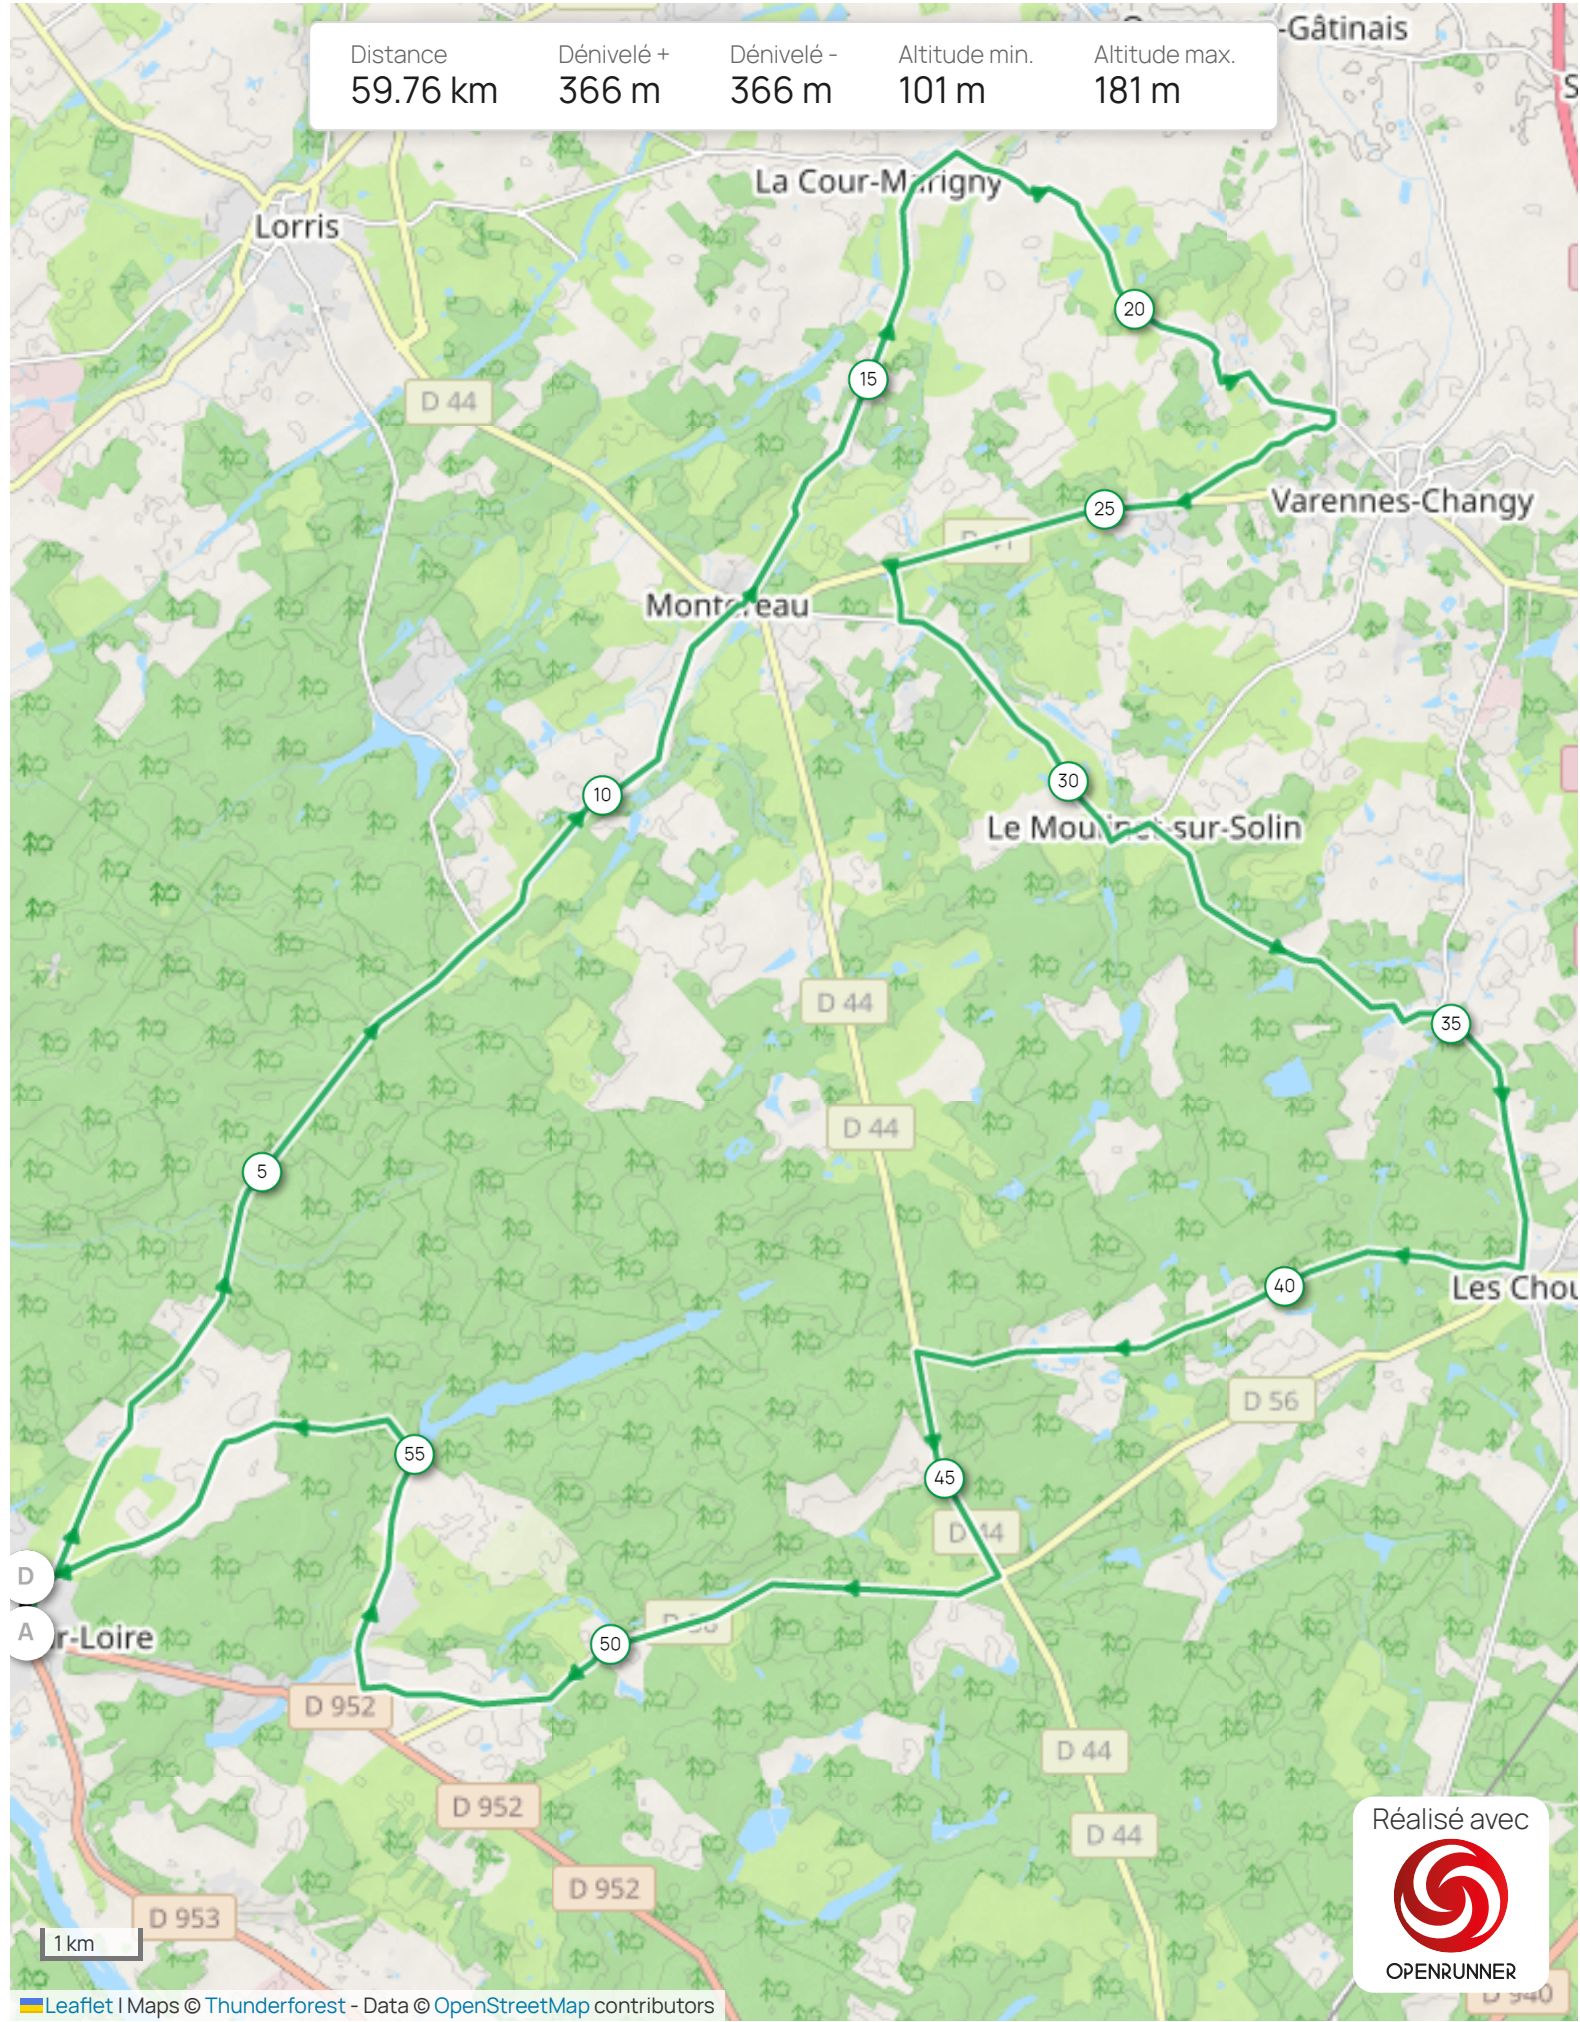 -Gâtinais
Distance
59.76 km
Dénivelé +
366 m
Dénivelé -
366 m
Altitude min.
101 m
Altitude max.
181 m
La Cour-Marigny
Lorris
20
15
D 44
Varennes-Changy
25
Montereau
30
10
Le Moulinet-sur-Solin
D 44
35
D 44
5
40
Les Chou
D 56
55
45
D 44
D
A
r-Loire
50
D 952
D 44
D 952
D 44
D 952
D 953
1 km
Réalisé avec
OPENRUNNER
D 940
Leaflet | Maps © Thunderforest - Data © OpenStreetMap contributors